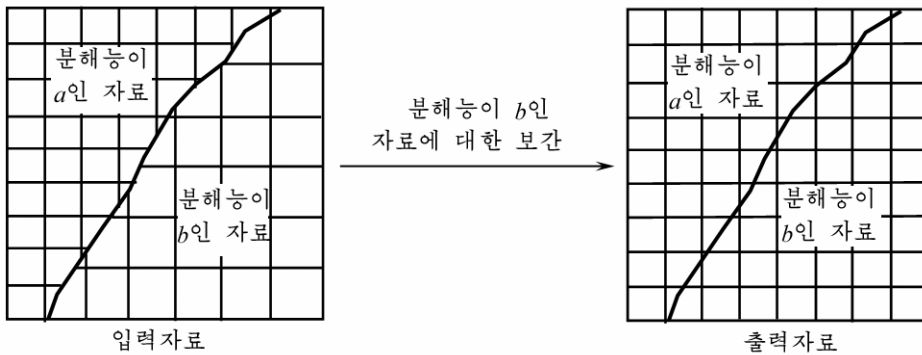 분해능이
a인 자료
분해능이
b인 자료
입력자료
분해능이 b인
자료에 대한 보간
분해능이
a인 자료
분해능이
b인 자료
출력자료